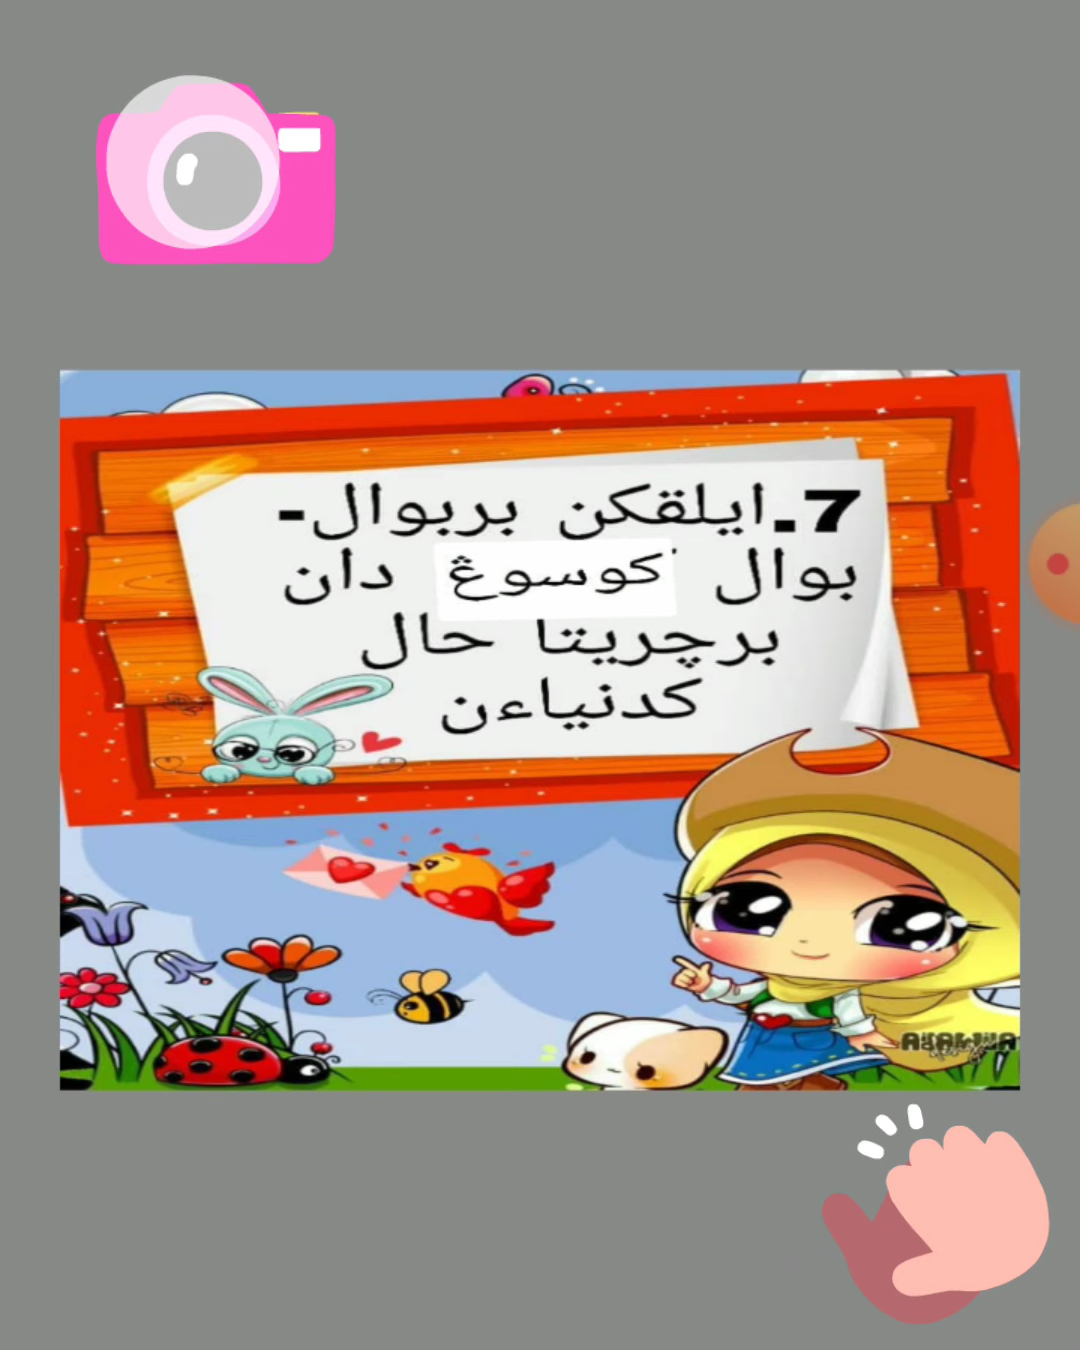 7.ايلقكن بربوال-
بوال كوسوڠ دان
برچريتا حال
كدنياءن